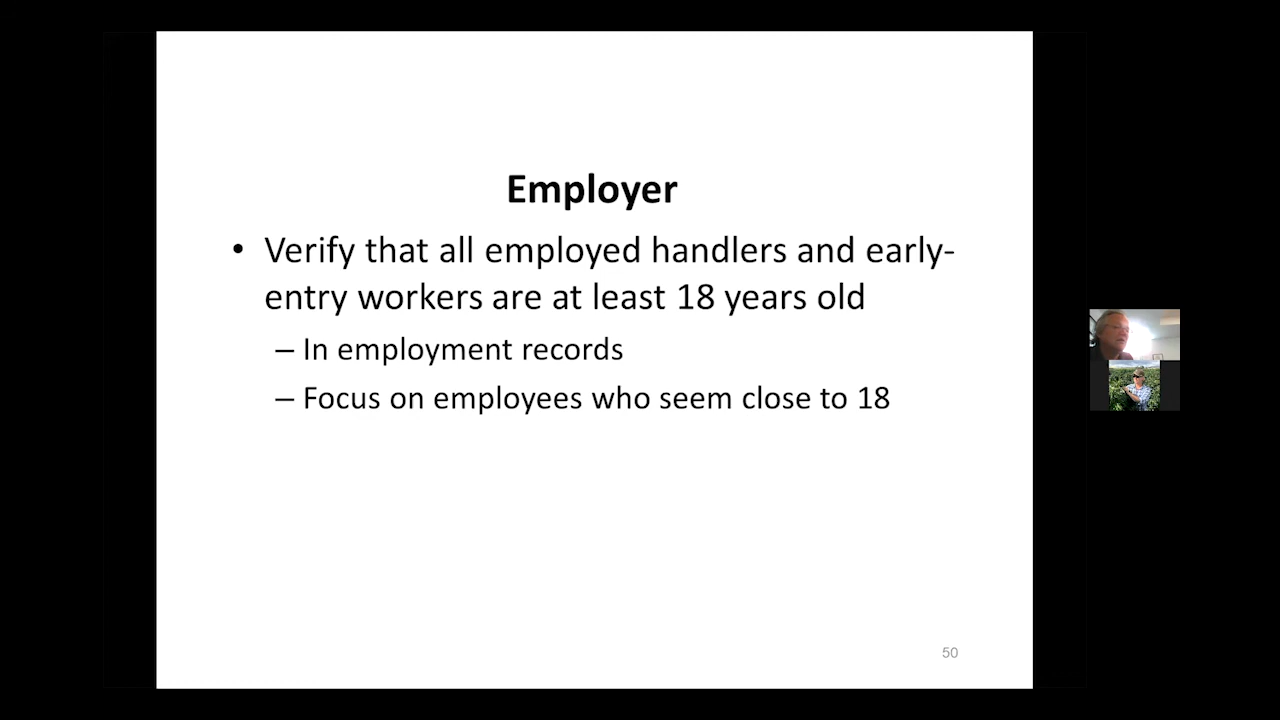 Employer
• Verify that all employed handlers and early-
entry workers are at least 18 years old
– In employment records
– Focus on employees who seem close to 18
50